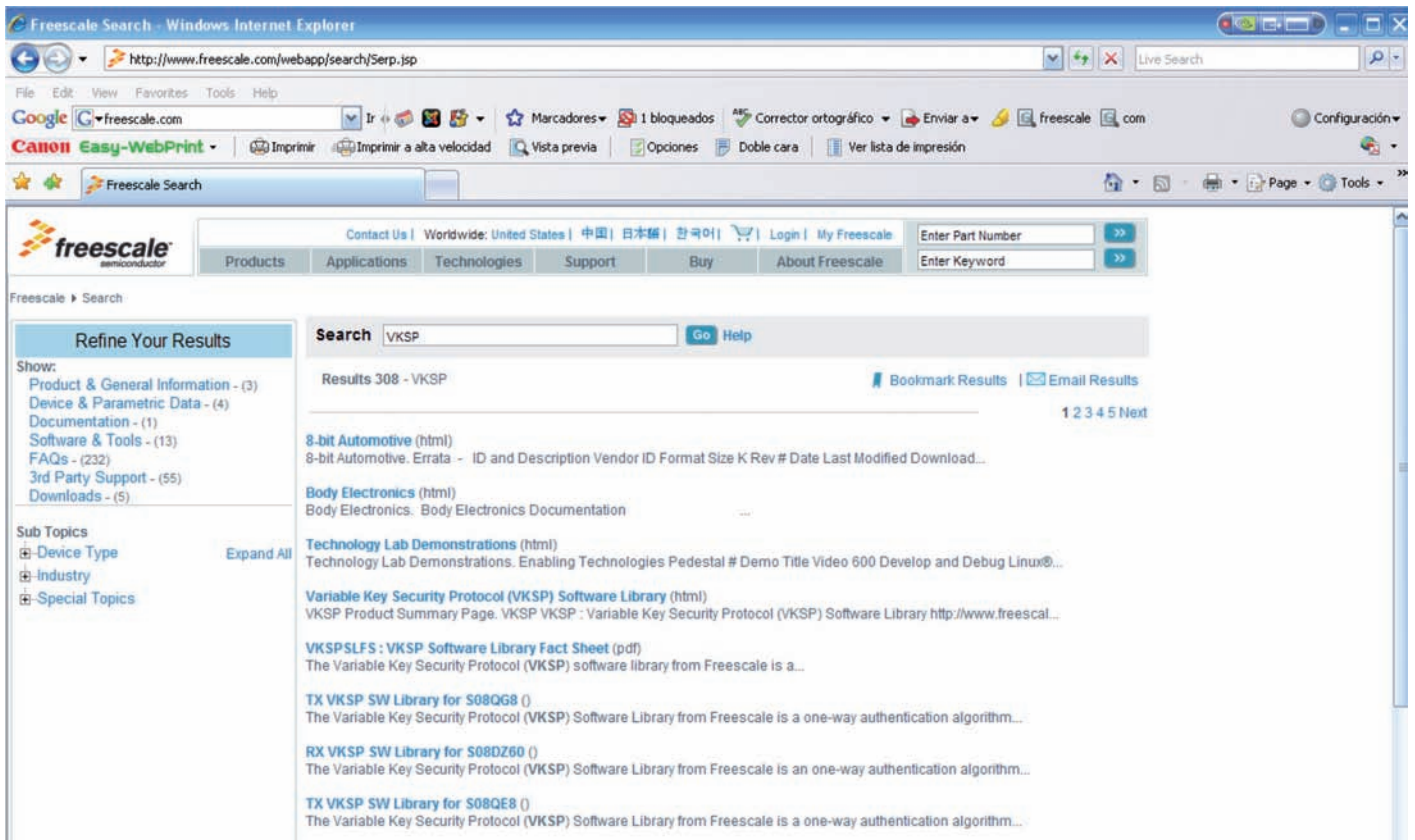 Freescale Search - Windows Internet Explorer
http://www.freescale.com/webapp/search/Serp.jsp
Live Search
File Edit View Favorites Tools Help
Google G freescale.com Ir Marcadores 1 bloqueados ABC Corrector ortográfico Enviar a freescale com Configuración
Canon Easy-WebPrint Imprimir Imprimir a alta velocidad Vista previa Opciones Doble cara Ver lista de impresión
Freescale Search Page Tools
freescale semiconductor
Contact Us | Worldwide: United States | 中国 | 日本語 | 한국어 | | Login | My Freescale
Enter Part Number
Products Applications Technologies Support Buy About Freescale
Enter Keyword
Freescale Search
Refine Your Results
Show:
Product & General Information - (3)
Device & Parametric Data - (4)
Documentation - (1)
Software & Tools - (13)
FAQs - (232)
3rd Party Support - (55)
Downloads - (5)
Sub Topics
Device Type Expand All
Industry
Special Topics
Search VKSP Go Help
Results 308 - VKSP Bookmark Results | Email Results
1 2 3 4 5 Next
8-bit Automotive (html)
8-bit Automotive. Errata - ID and Description Vendor ID Format Size K Rev # Date Last Modified Download...
Body Electronics (html)
Body Electronics. Body Electronics Documentation ...
Technology Lab Demonstrations (html)
Technology Lab Demonstrations. Enabling Technologies Pedestal # Demo Title Video 600 Develop and Debug Linux®...
Variable Key Security Protocol (VKSP) Software Library (html)
VKSP Product Summary Page. VKSP VKSP : Variable Key Security Protocol (VKSP) Software Library http://www.freescal...
VKSPSLFS : VKSP Software Library Fact Sheet (pdf)
The Variable Key Security Protocol (VKSP) software library from Freescale is a...
TX VKSP SW Library for S08QG8 ()
The Variable Key Security Protocol (VKSP) Software Library from Freescale is a one-way authentication algorithm...
RX VKSP SW Library for S08DZ60 ()
The Variable Key Security Protocol (VKSP) Software Library from Freescale is an one-way authentication algorithm...
TX VKSP SW Library for S08QE8 ()
The Variable Key Security Protocol (VKSP) Software Library from Freescale is a one-way authentication algorithm...